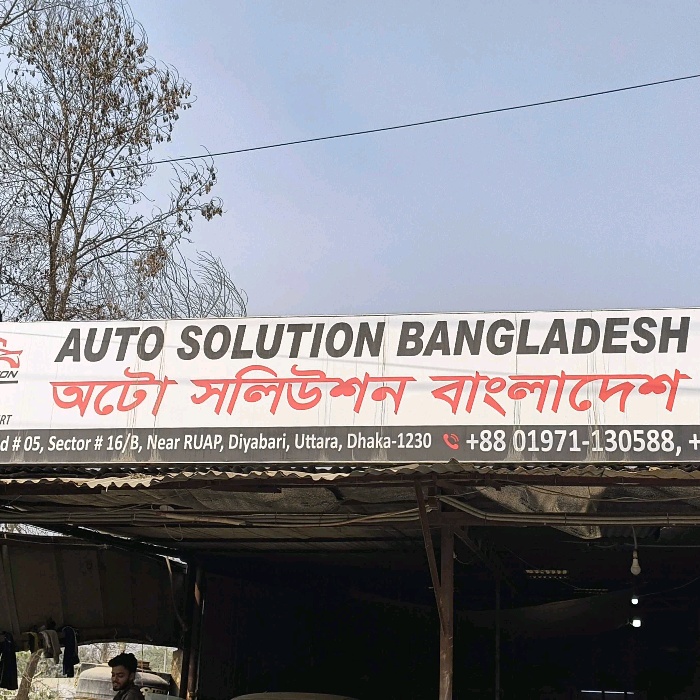 AUTO SOLUTION BANGLADESH
অটো সলিউশন বাংলাদেশ
# 05, Sector # 16/B, Near RUAP, Diyabari, Uttara, Dhaka-1230 +88 01971-130588, +